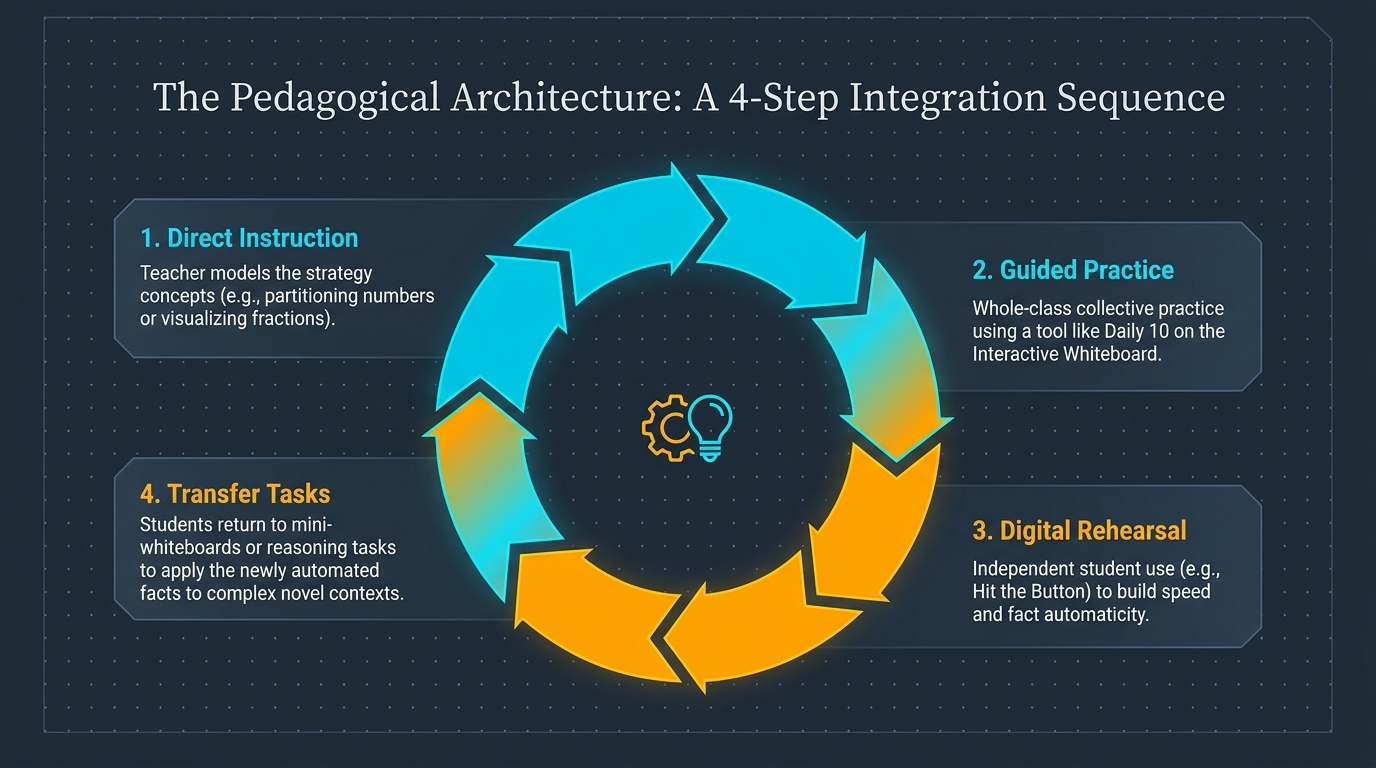 The Pedagogical Architecture: A 4-Step Integration Sequence
1. Direct Instruction
Teacher models the strategy
concepts (e.g., partitioning numbers
or visualizing fractions).
2. Guided Practice
Whole-class collective practice
using a tool like Daily 10 on the
Interactive Whiteboard.
3. Digital Rehearsal
Independent student use (e.g.,
Hit the Button) to build speed
and fact automaticity.
4. Transfer Tasks
Students return to mini-
whiteboards or reasoning tasks
to apply the newly automated
facts to complex novel contexts.